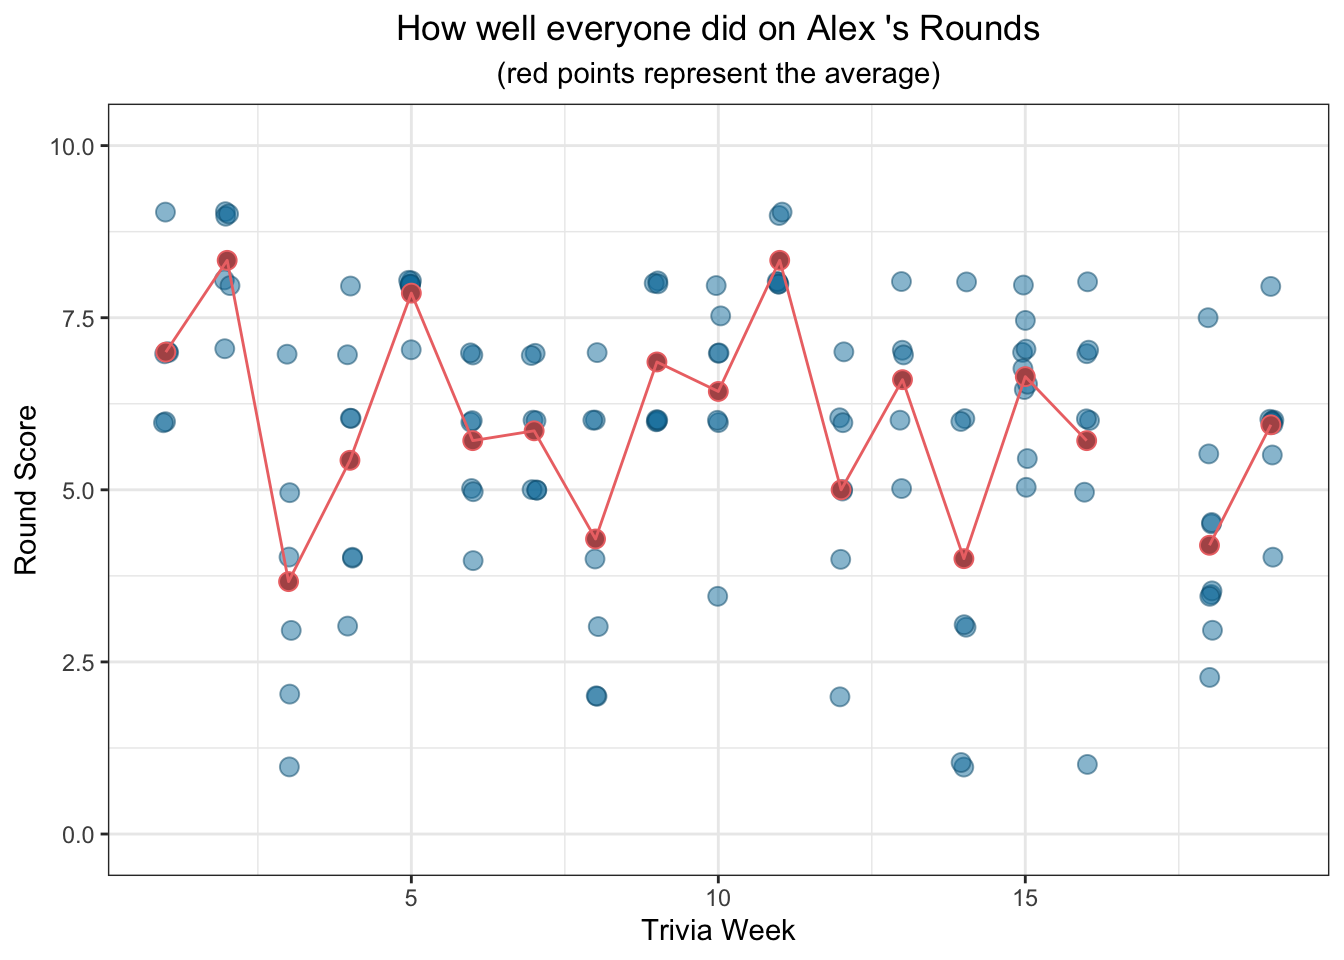 How well everyone did on Alex 's Rounds
(red points represent the average)
10.0
7.5
5.0
2.5
0.0
Round Score
5 10 15
Trivia Week